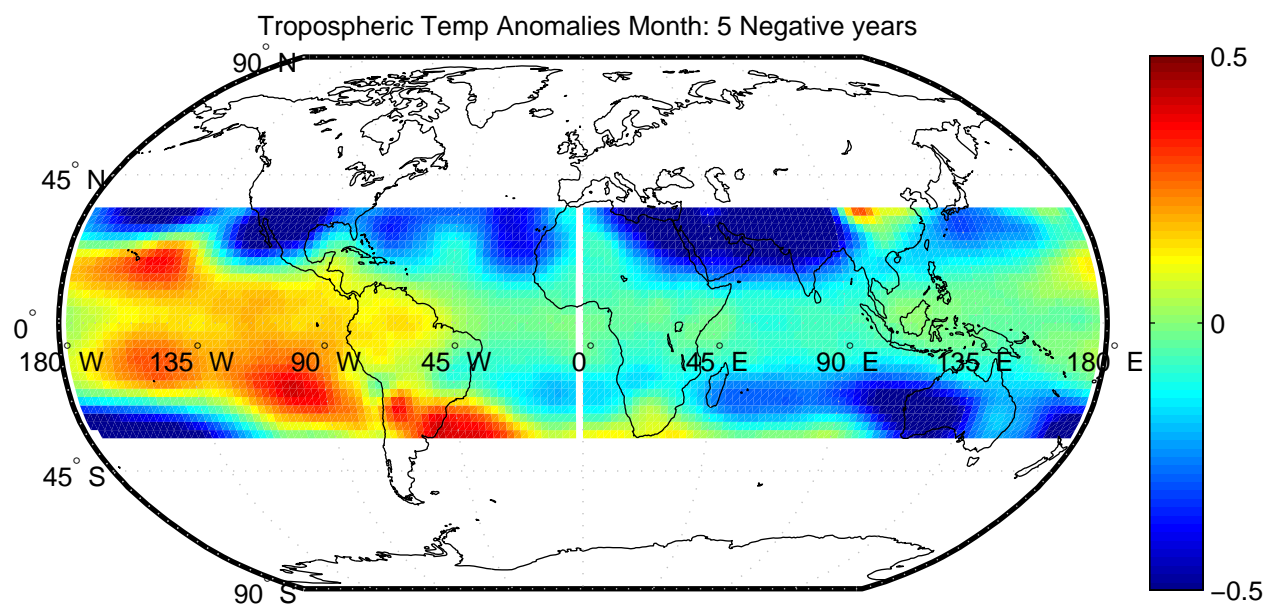 Tropospheric Temp Anomalies Month: 5 Negative years
90° N
45° N
0°
180° W
135° W
90° W
45° W
0°
45° E
90° E
135° E
180° E
45° S
90° S
0.5
0
−0.5